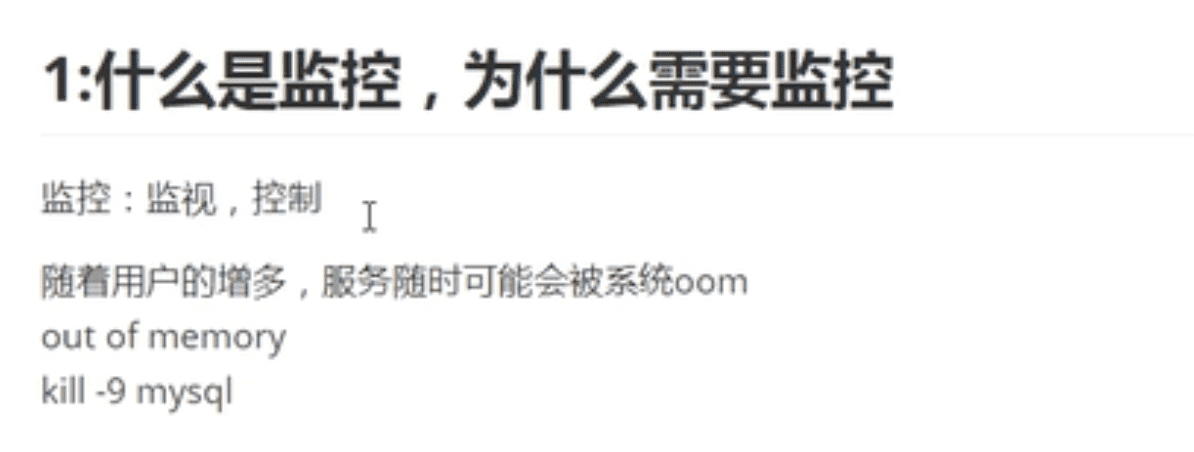 1:什么是监控，为什么需要监控
监控：监视，控制
随着用户的增多，服务随时可能会被系统oom
out of memory
kill -9 mysql